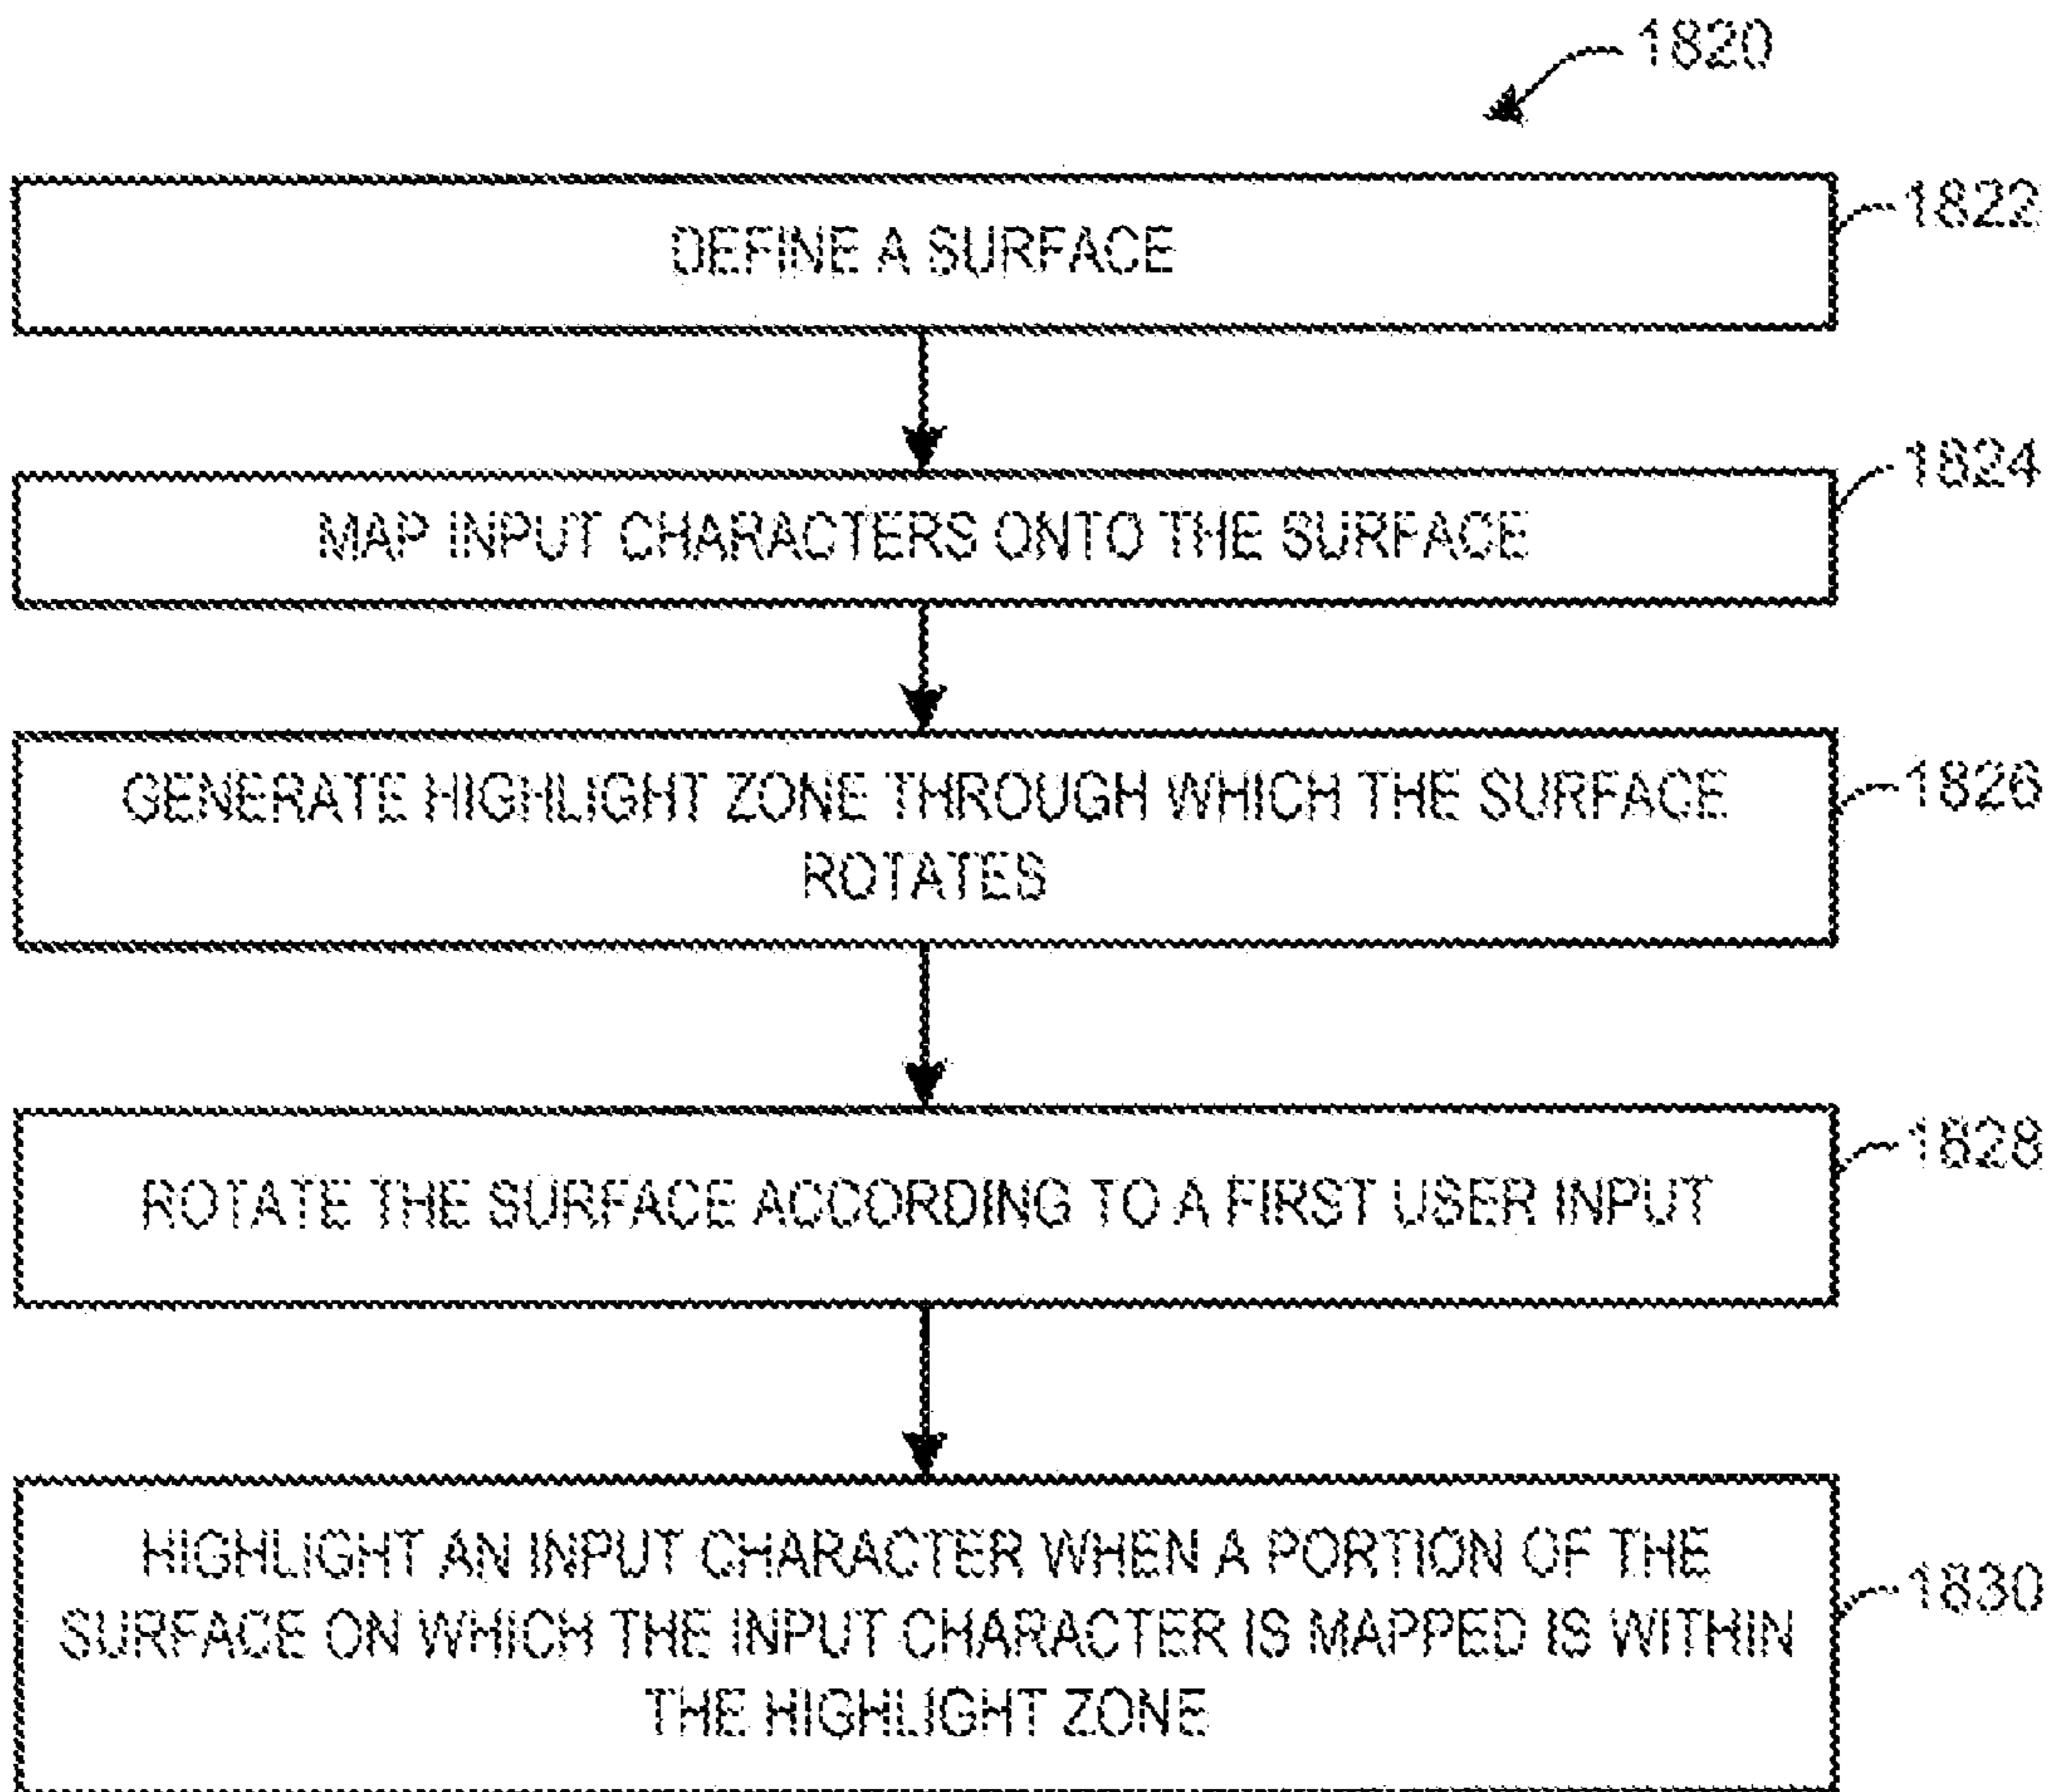 1820
DEFINE A SURFACE
1822
MAP INPUT CHARACTERS ONTO THE SURFACE
1824
GENERATE HIGHLIGHT ZONE THROUGH WHICH THE SURFACE
ROTATES
1826
ROTATE THE SURFACE ACCORDING TO A FIRST USER INPUT
1828
HIGHLIGHT AN INPUT CHARACTER WHEN A PORTION OF THE
SURFACE ON WHICH THE INPUT CHARACTER IS MAPPED IS WITHIN
THE HIGHLIGHT ZONE
1830